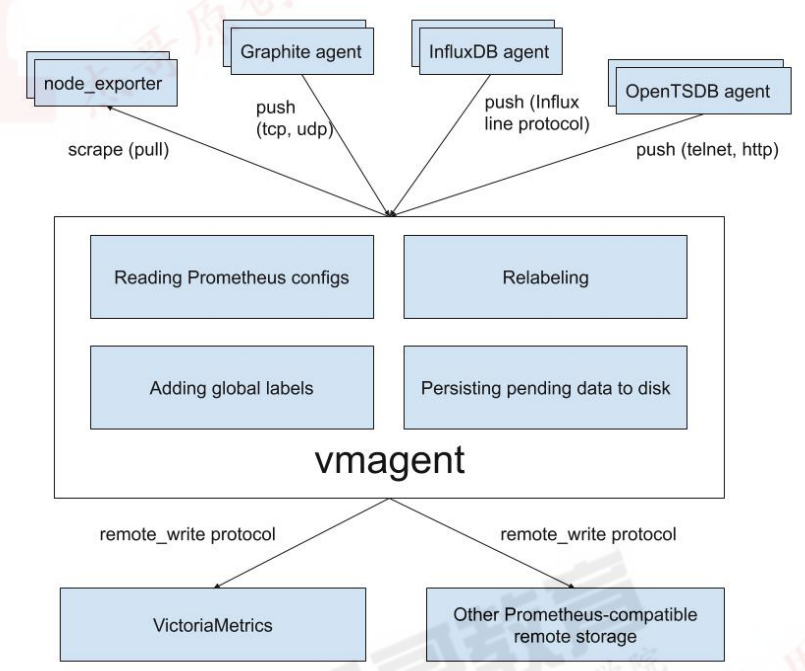 Graphite agent
InfluxDB agent
node_exporter
OpenTSDB agent
push
(tcp, udp)
push (Influx
line protocol)
scrape (pull)
push (telnet, http)
Reading Prometheus configs
Relabeling
Adding global labels
Persisting pending data to disk
vmagent
remote_write protocol
remote_write protocol
VictoriaMetrics
Other Prometheus-compatible
remote storage